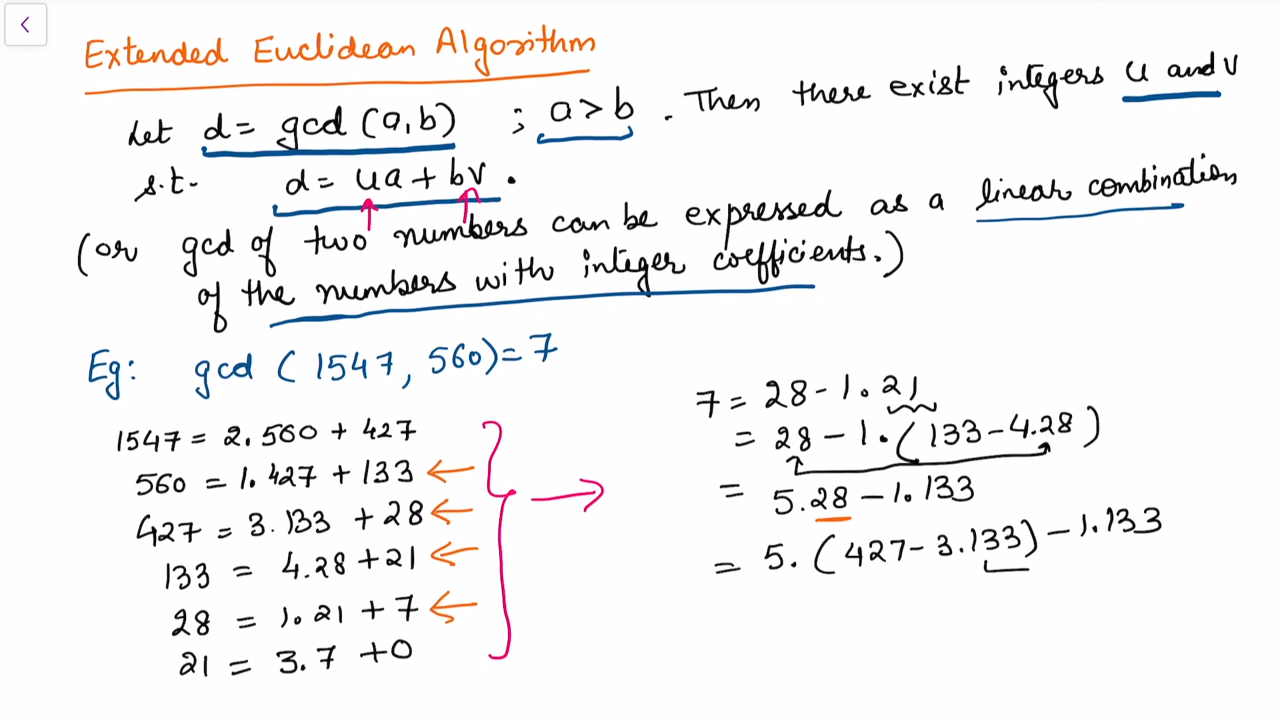 Extended Euclidean Algorithm
Let d = gcd (a,b) ; a > b . Then there exist integers u and v
s.t. d = ua + bv .
(or gcd of two numbers can be expressed as a linear combination
of the numbers with integer coefficients.)
Eg: gcd ( 1547, 560) = 7
1547 = 2. 560 + 427
560 = 1. 427 + 133
427 = 3. 133 + 28
133 = 4.28 + 21
28 = 1.21 + 7
21 = 3.7 + 0
7 = 28 - 1. 21
= 28 - 1. (133 - 4.28)
= 5.28 - 1.133
= 5. (427 - 3.133) - 1.133